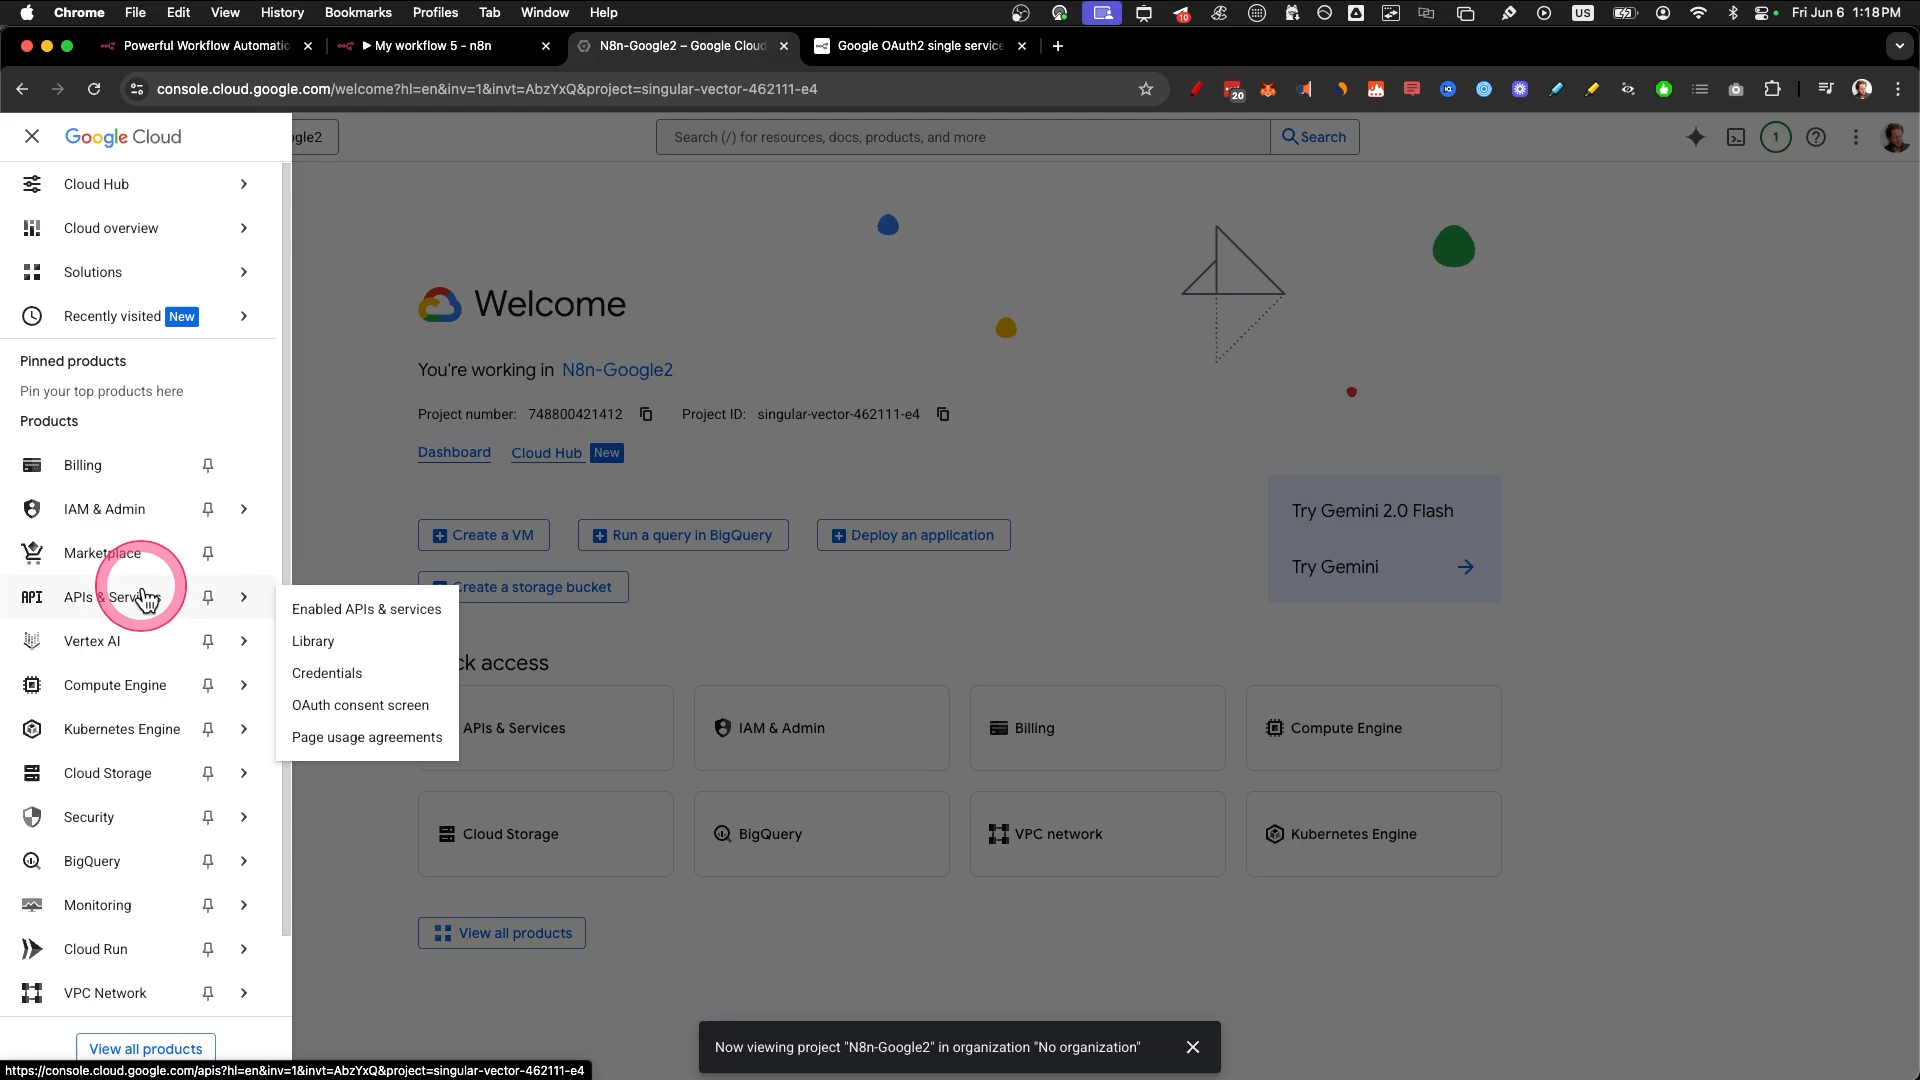 Chrome File Edit View History Bookmarks Profiles Tab Window Help
10
US
Fri Jun 6 1:18 PM
Powerful Workflow Automatio
My workflow 5 - n8n
N8n-Google2 – Google Cloud
Google OAuth2 single service
console.cloud.google.com/welcome?hl=en&inv=1&invt=AbzYxQ&project=singular-vector-462111-e4
20
Google Cloud
ogle2
Search (/) for resources, docs, products, and more
Search
1
Cloud Hub
Cloud overview
Solutions
Recently visited New
Pinned products
Pin your top products here
Products
Billing
IAM & Admin
Marketplace
API APIs & Services
Vertex AI
Compute Engine
Kubernetes Engine
Cloud Storage
Security
BigQuery
Monitoring
Cloud Run
VPC Network
View all products
https://console.cloud.google.com/apis?hl=en&inv=1&invt=AbzYxQ&project=singular-vector-462111-e4
Enabled APIs & services
Library
Credentials
OAuth consent screen
Page usage agreements
Welcome
You're working in N8n-Google2
Project number: 748800421412 Project ID: singular-vector-462111-e4
Dashboard Cloud Hub New
Create a VM
Run a query in BigQuery
Deploy an application
Create a storage bucket
Try Gemini 2.0 Flash
Try Gemini
ck access
APIs & Services
IAM & Admin
Billing
Compute Engine
Cloud Storage
BigQuery
VPC network
Kubernetes Engine
View all products
Now viewing project "N8n-Google2" in organization "No organization"